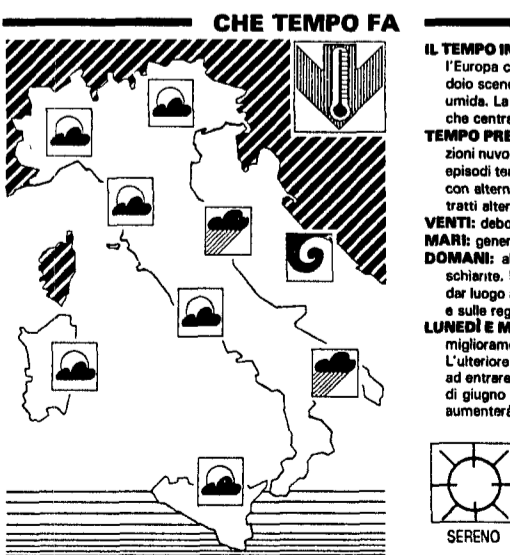 CHE TEMPO FA
IL TEMPO IN
l'Europa c
doio scen
umida. La
che centra
TEMPO PRE
zioni nuvo
episodi ter
con altern
tratti alter
VENTI: debo
MARI: gener
DOMANI: al
schiarite.
dar luogo
e sulle reg
LUNEDÌ E M
miglioram
L'ulteriore
ad entrare
di giugno
aumenterà
SERENO